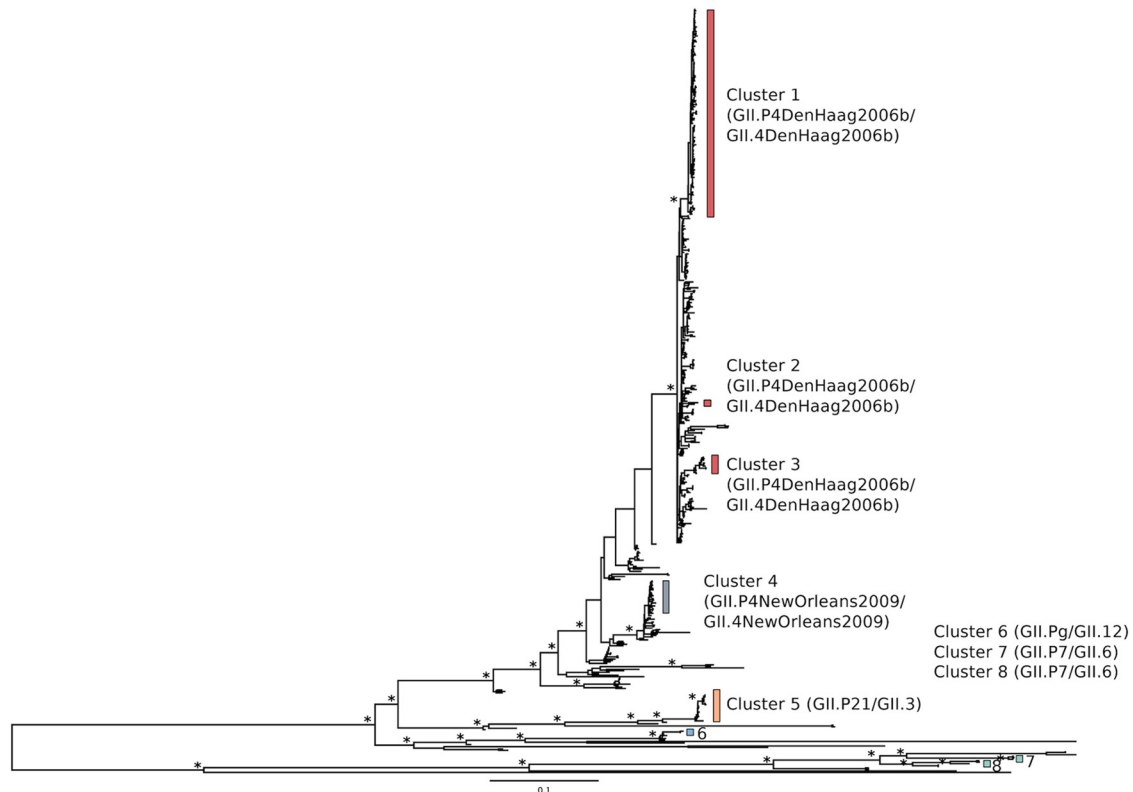 Cluster 1
(GII.P4DenHaag2006b/
GII.4DenHaag2006b)
*
Cluster 2
(GII.P4DenHaag2006b/
GII.4DenHaag2006b)
*
Cluster 3
(GII.P4DenHaag2006b/
GII.4DenHaag2006b)
Cluster 4
(GII.P4NewOrleans2009/
GII.4NewOrleans2009)
* *
Cluster 6 (GII.Pg/GII.12)
Cluster 7 (GII.P7/GII.6)
Cluster 8 (GII.P7/GII.6)
* *
* *
*
Cluster 5 (GII.P21/GII.3)
* * * * *
* * * * 6
* * 7
* * * * * 8
0.1